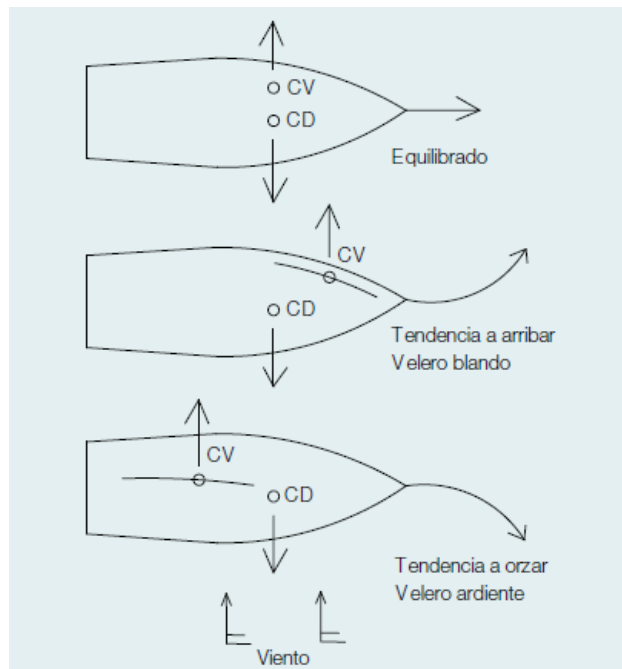 CV
CD
Equilibrado
CV
CD
Tendencia a arribar
Velero blando
CV
CD
Tendencia a orzar
Velero ardiente
Viento